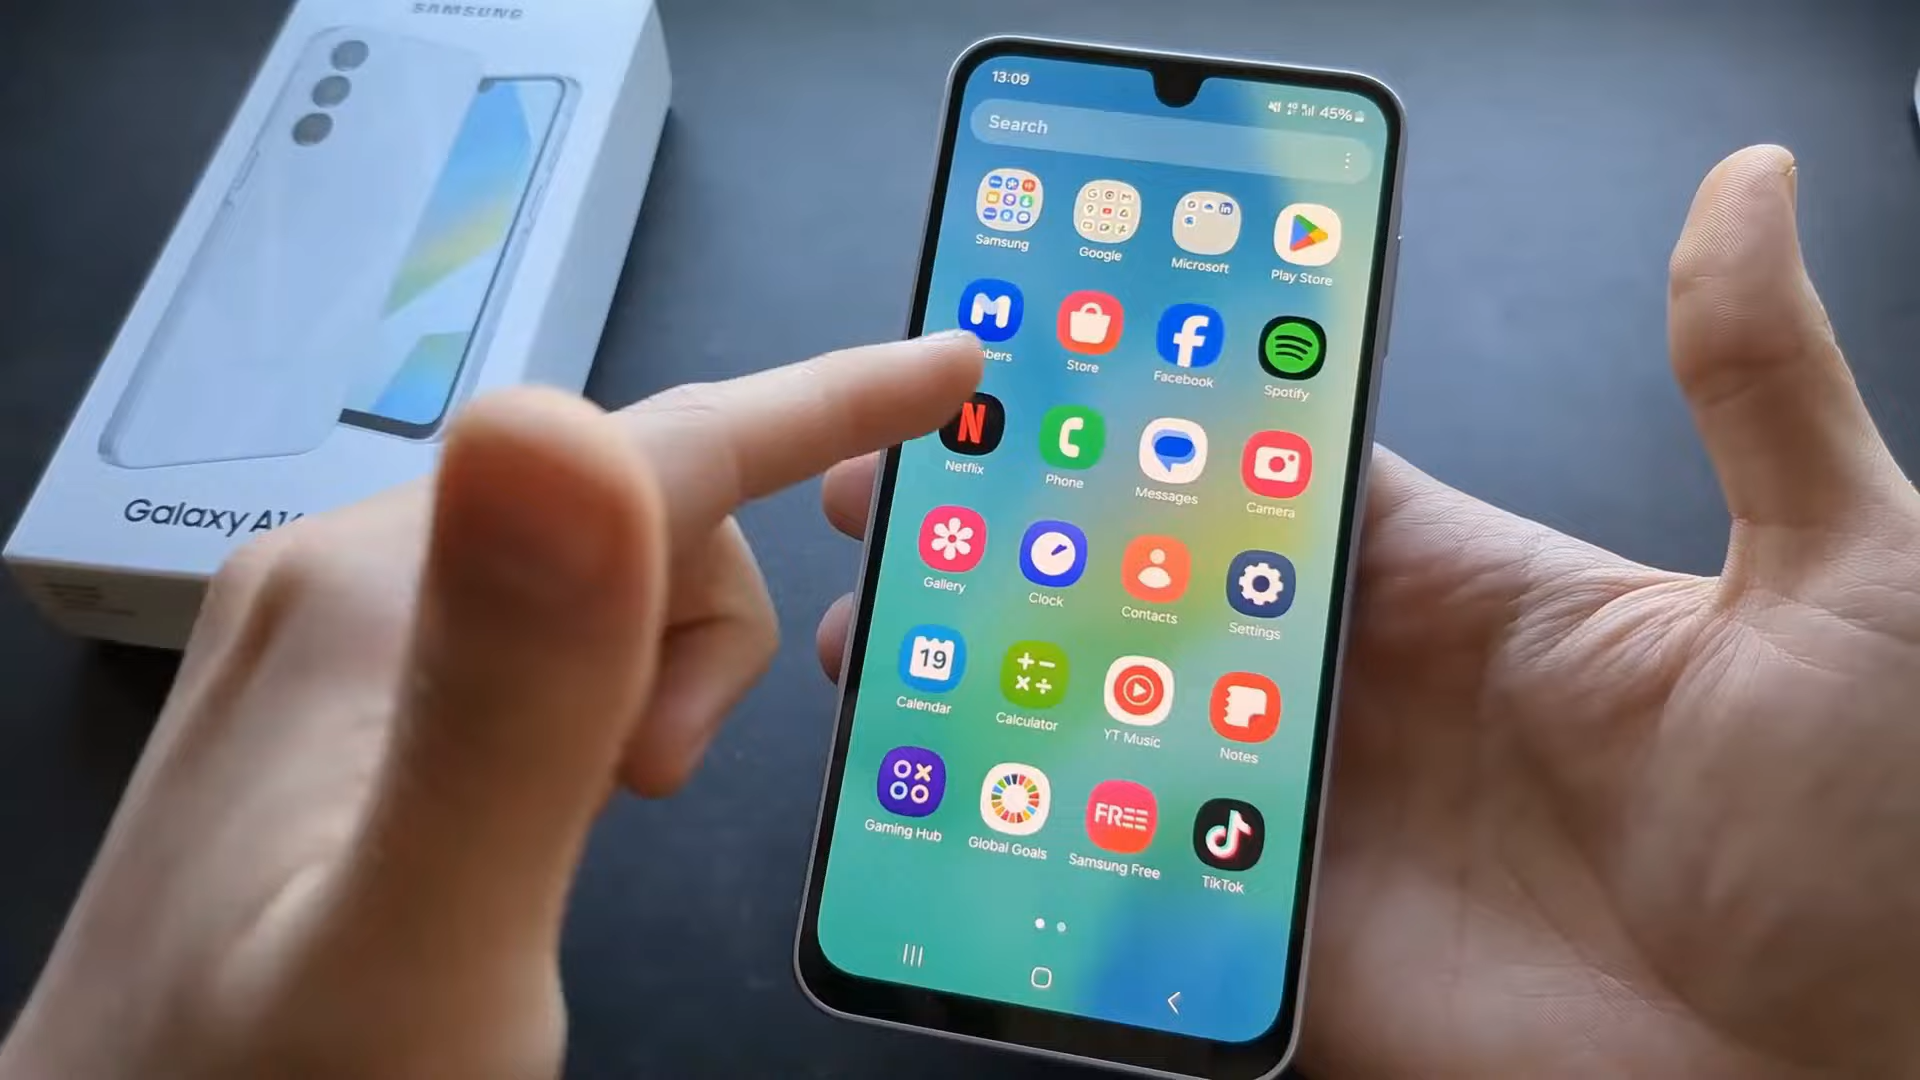 SAMSUNG
Galaxy A1
13:09
45%
Search
Samsung
Google
Microsoft
Play Store
Store
Facebook
Spotify
Netflix
Phone
Messages
Camera
Gallery
Clock
Contacts
Settings
19
Calendar
Calculator
YT Music
Notes
FREE
Gaming Hub
Global Goals
Samsung Free
TikTok